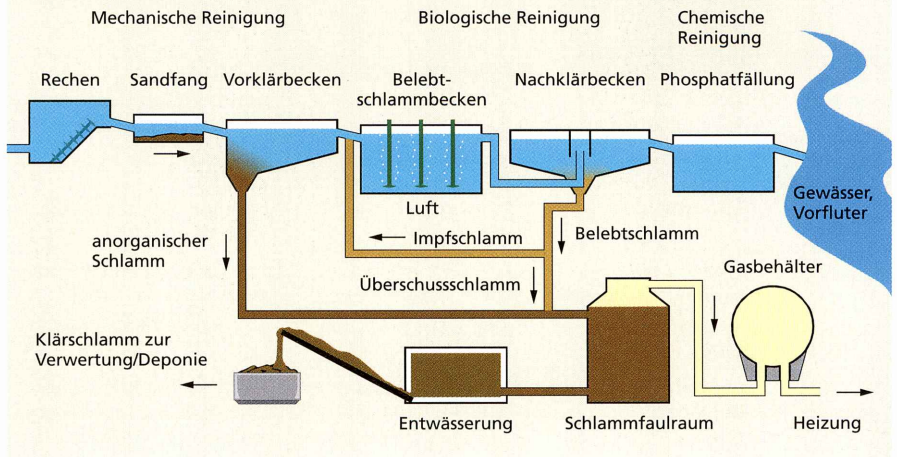 Mechanische Reinigung
Biologische Reinigung
Chemische
Reinigung
Rechen
Sandfang
Vorklärbecken
Belebt-
schlammbecken
Nachklärbecken
Phosphatfällung
Luft
Gewässer,
Vorfluter
anorganischer
Schlamm
Impfschlamm
Belebtschlamm
Überschussschlamm
Gasbehälter
Klärschlamm zur
Verwertung/Deponie
Entwässerung
Schlammfaulraum
Heizung